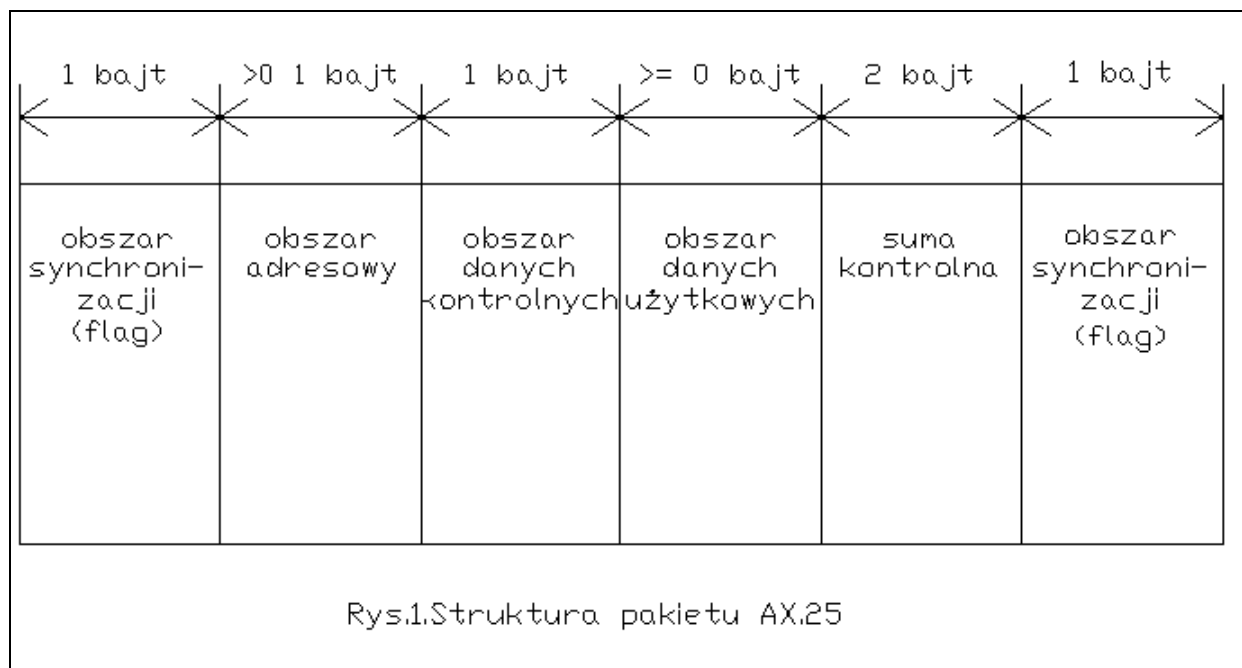 1 bajt >0 1 bajt 1 bajt >= 0 bajt 2 bajt 1 bajt
obszar
synchroni-
zacji
(flag)
obszar
adresowy
obszar
danych
kontrolnych
obszar
danych
użytkowych
suma
kontrolna
obszar
synchroni-
zacji
(flag)
Rys.1.Struktura pakietu AX.25